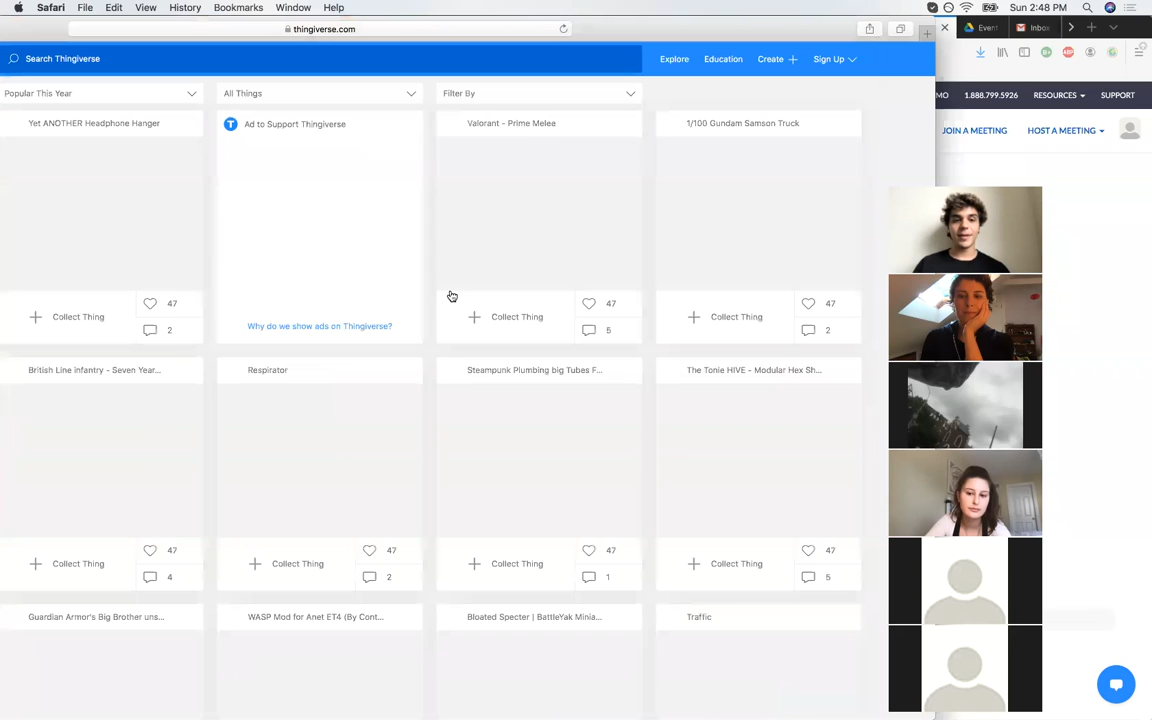 Safari File Edit View History Bookmarks Window Help Sun 2:48 PM
thingiverse.com Event Inbox
Search Thingiverse Explore Education Create Sign Up
MO 1.888.799.5926 RESOURCES SUPPORT
JOIN A MEETING HOST A MEETING
Popular This Year All Things Filter By
Yet ANOTHER Headphone Hanger Ad to Support Thingiverse Valorant - Prime Melee 1/100 Gundam Samson Truck
47 47 47
Collect Thing Collect Thing Collect Thing
Why do we show ads on Thingiverse?
2 5 2
British Line infantry - Seven Year... Respirator Steampunk Plumbing big Tubes F... The Tonie HIVE - Modular Hex Sh...
47 47 47 47
Collect Thing Collect Thing Collect Thing Collect Thing
4 2 1 5
Guardian Armor's Big Brother uns... WASP Mod for Anet ET4 (By Cont... Bloated Specter | BattleYak Minia... Traffic